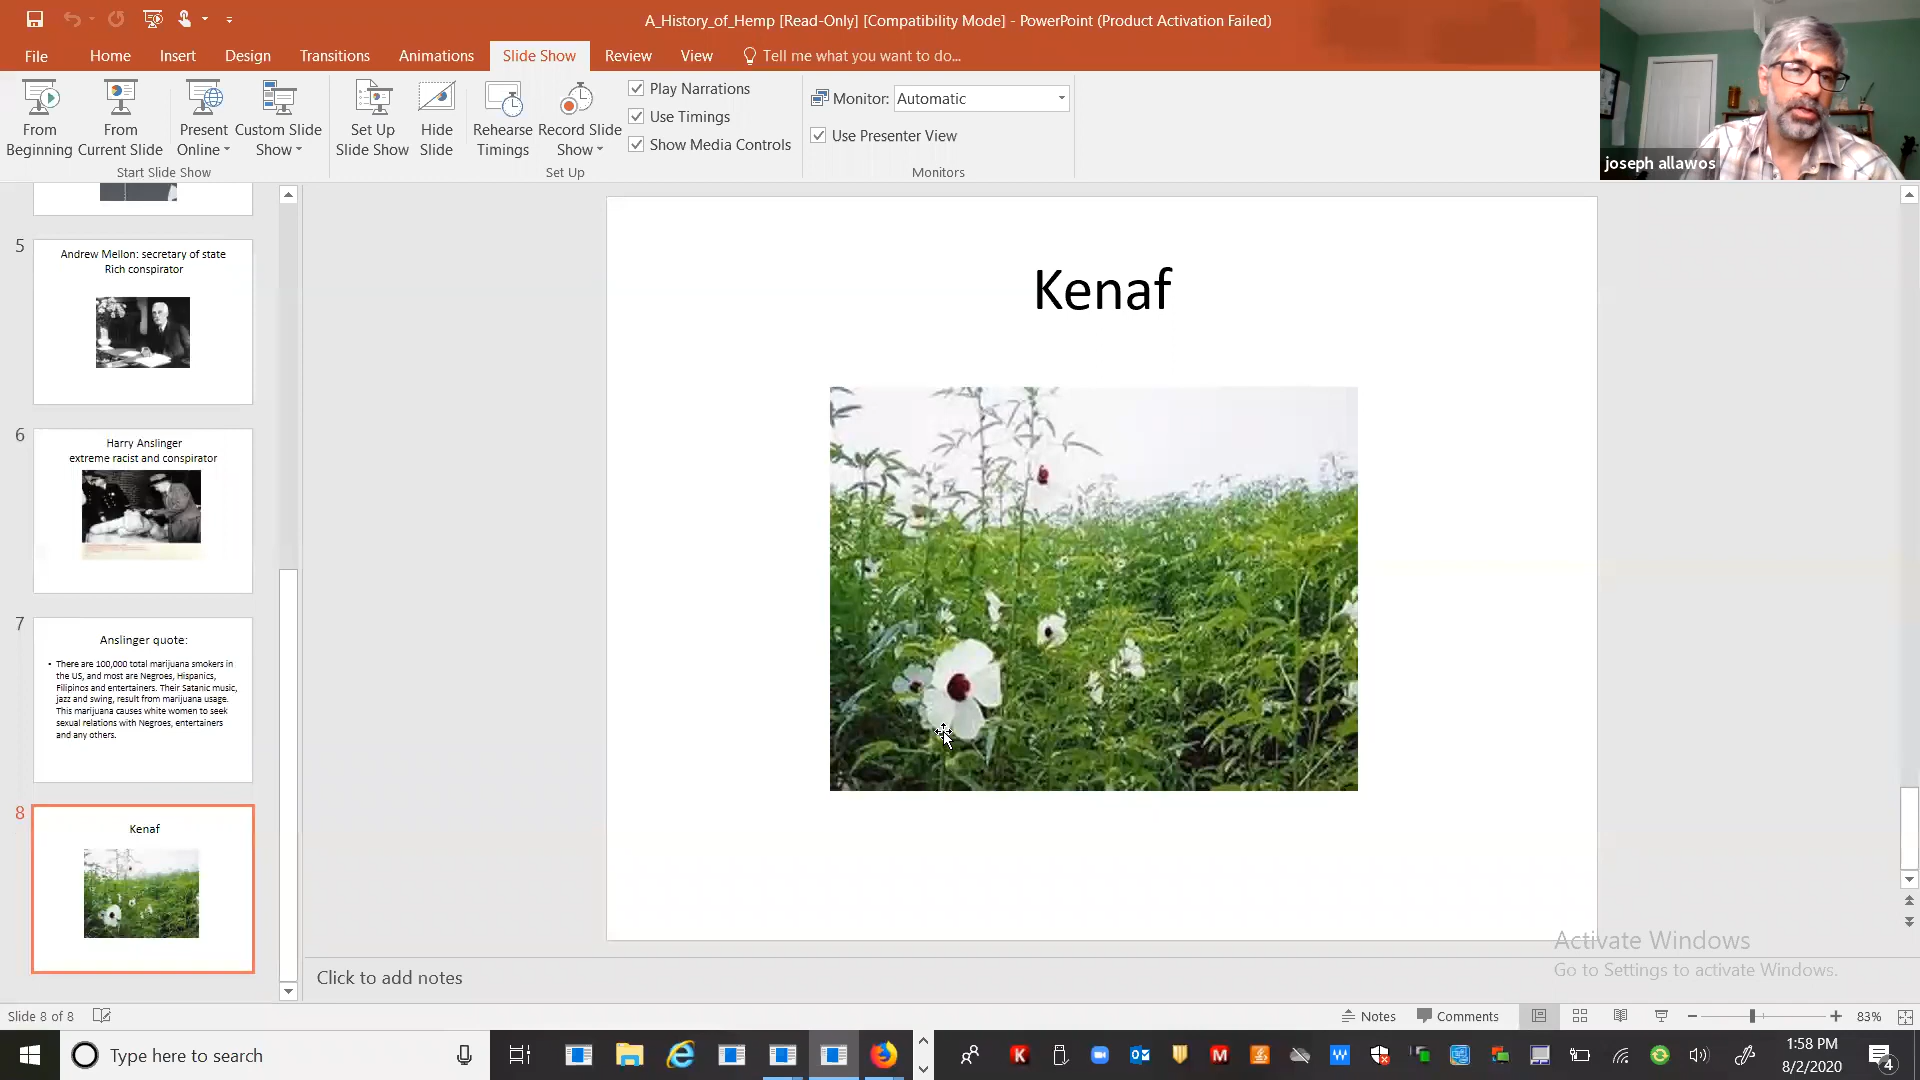 A_History_of_Hemp [Read-Only] [Compatibility Mode] - PowerPoint (Product Activation Failed)
File Home Insert Design Transitions Animations Slide Show Review View Tell me what you want to do...
From Beginning
From Current Slide
Present Online
Custom Slide Show
Set Up Slide Show
Hide Slide
Rehearse Timings
Record Slide Show
Play Narrations
Use Timings
Show Media Controls
Monitor: Automatic
Use Presenter View
Start Slide Show
Set Up
Monitors
joseph allawos
5
Andrew Mellon: secretary of state
Rich conspirator
6
Harry Anslinger
extreme racist and conspirator
7
Anslinger quote:
• There are 100,000 total marijuana smokers in
the US, and most are Negroes, Hispanics,
Filipinos and entertainers. Their Satanic music,
jazz and swing, result from marijuana usage.
This marijuana causes white women to seek
sexual relations with Negroes, entertainers
and any others.
8
Kenaf
Kenaf
Activate Windows
Go to Settings to activate Windows.
Click to add notes
Slide 8 of 8
Notes Comments 83%
Type here to search
1:58 PM
8/2/2020
4